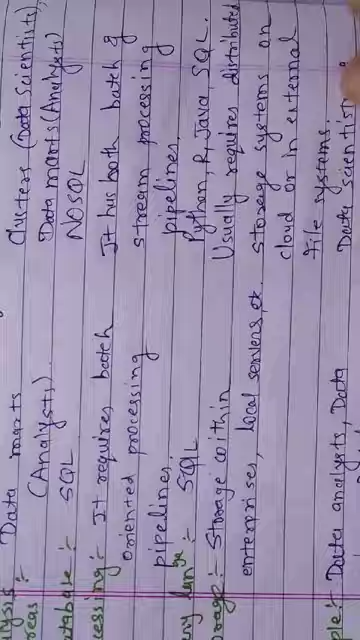 Data marts Clusters (Data Scientists),
(Analysts). Data marts (Analysts)
SQL NOSQL
It requires batch It has both batch &
oriented processing stream processing
pipelines. pipelines.
SQL Python, R, Java, SQL.
Storage within Usually requires distributed
enterprises, local servers, storage systems on
cloud or in external
file systems.
Data analysts, Data Data scientists